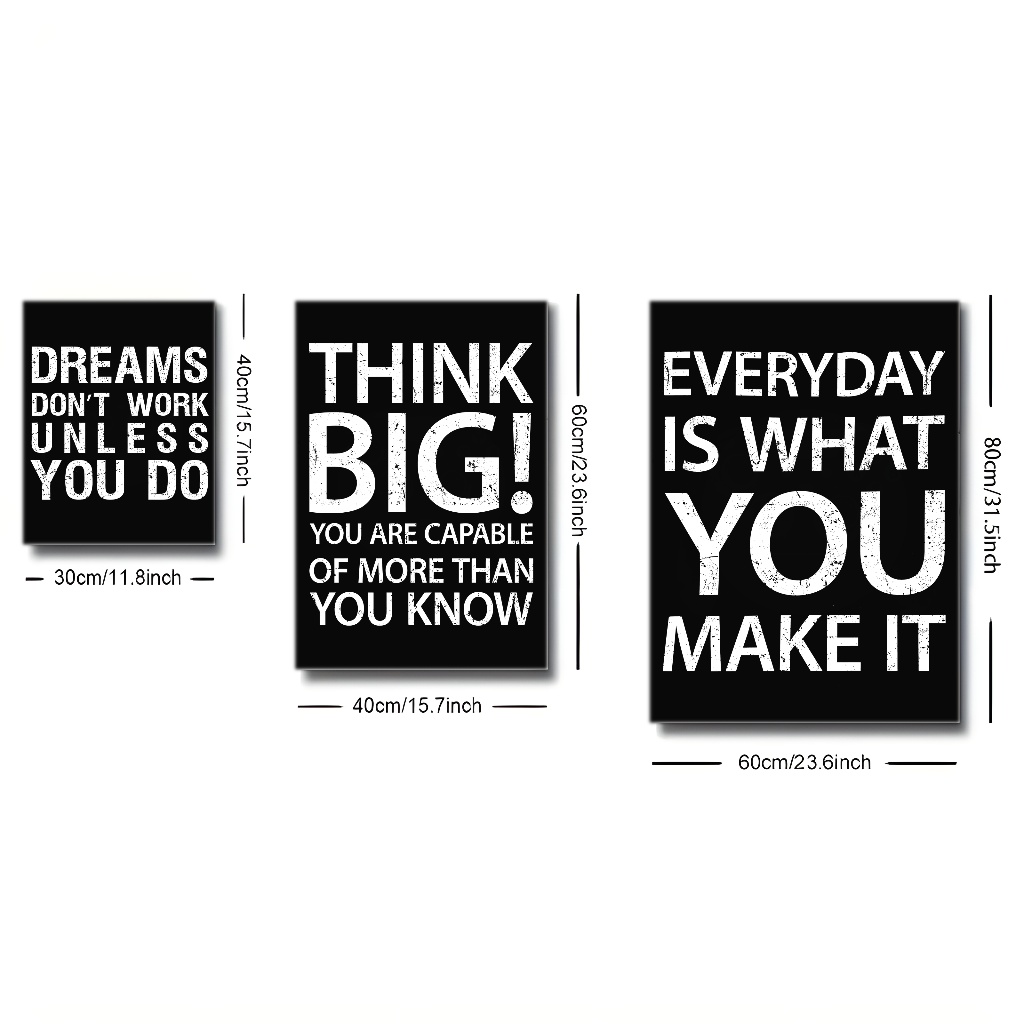 DREAMS
DON'T WORK
UNLESS
YOU DO
40cm/15.7inch
30cm/11.8inch
THINK
BIG!
YOU ARE CAPABLE
OF MORE THAN
YOU KNOW
60cm/23.6inch
40cm/15.7inch
EVERYDAY
IS WHAT
YOU
MAKE IT
80cm/31.5inch
60cm/23.6inch